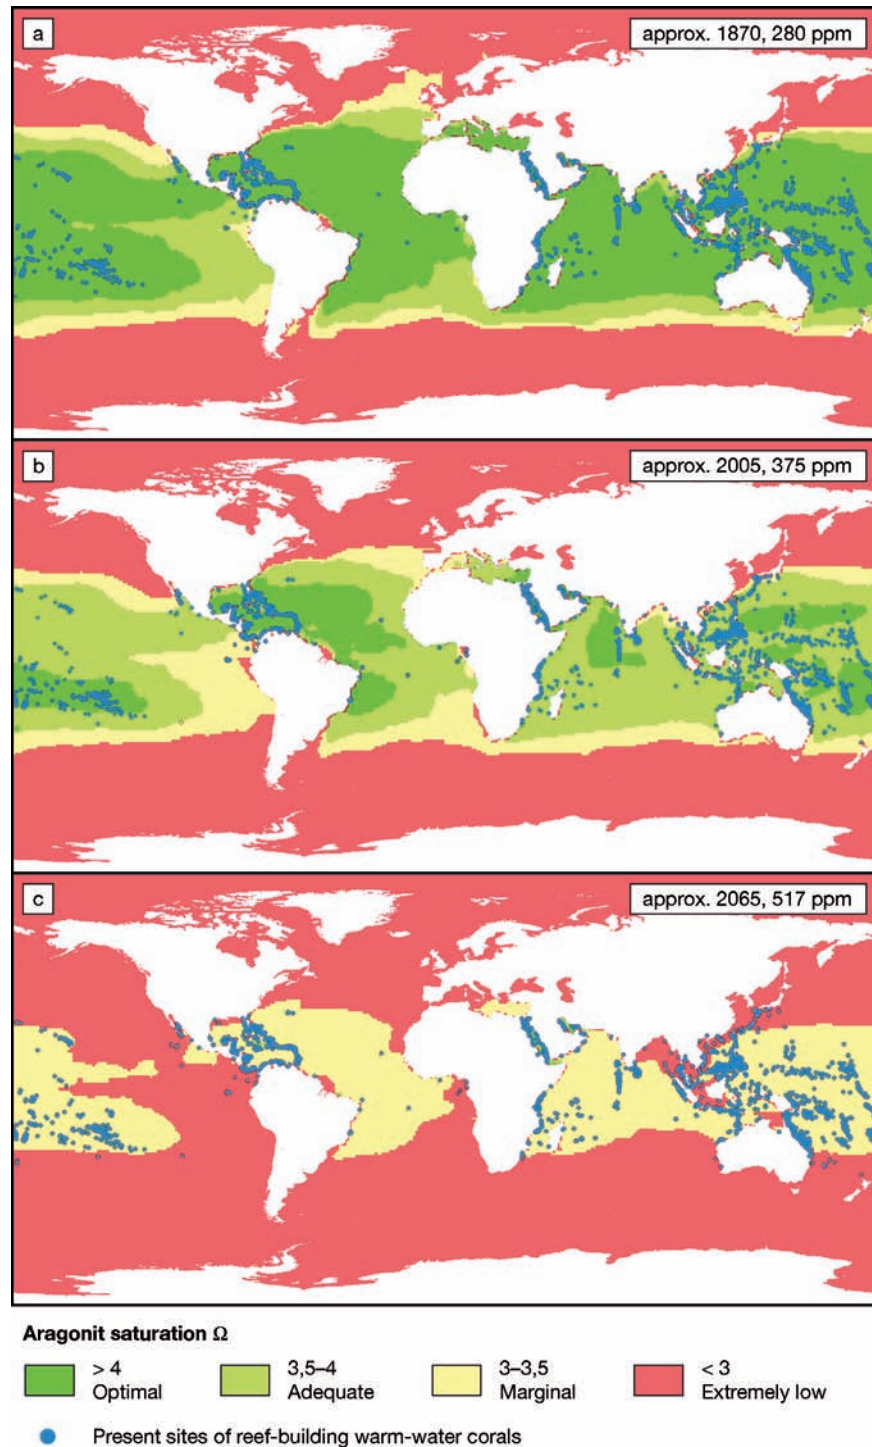 a
approx. 1870, 280 ppm
b
approx. 2005, 375 ppm
c
approx. 2065, 517 ppm
Aragonit saturation Ω
> 4
Optimal
3,5–4
Adequate
3–3,5
Marginal
< 3
Extremely low
Present sites of reef-building warm-water corals